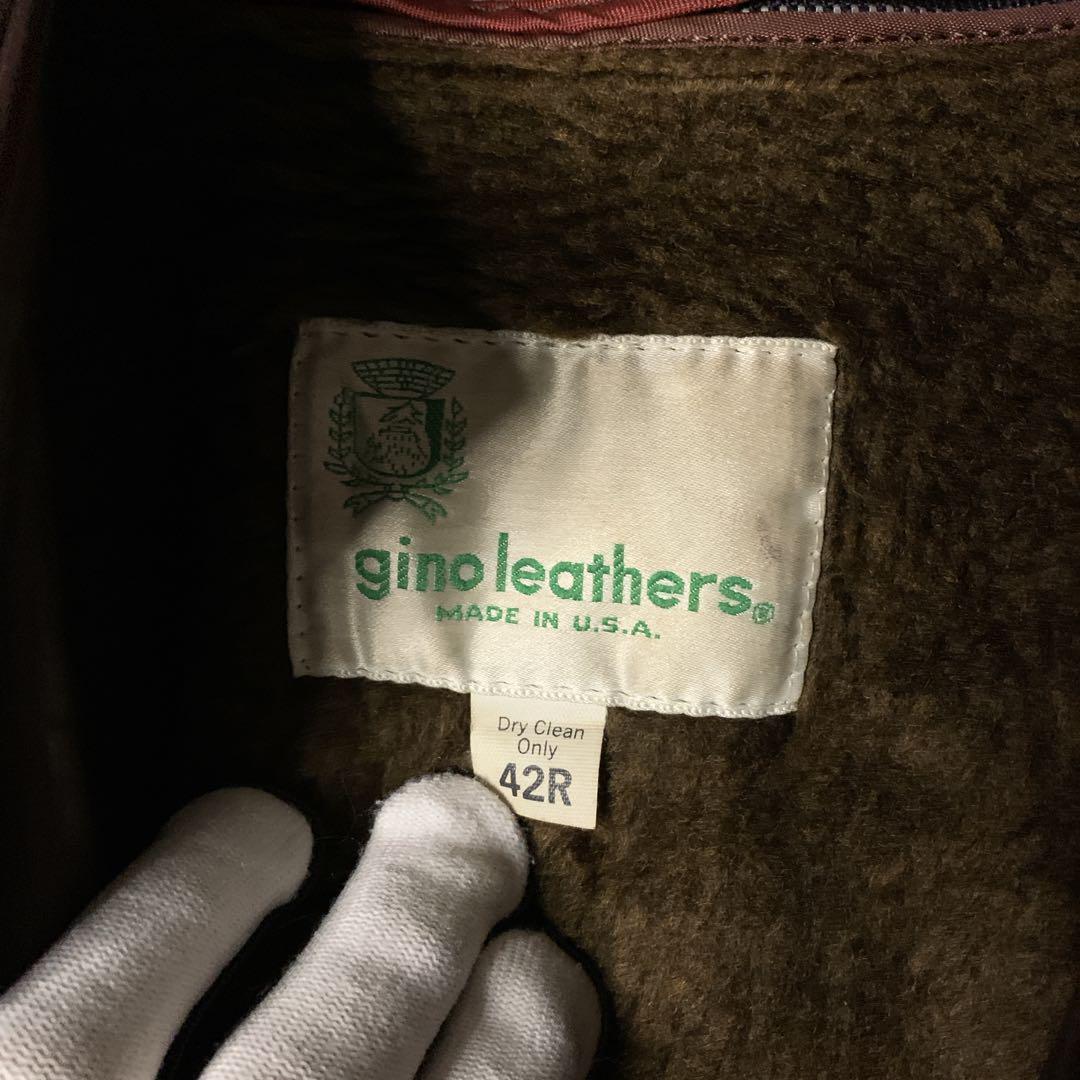 gino leathers®
MADE IN U.S.A.
Dry Clean
Only
42R